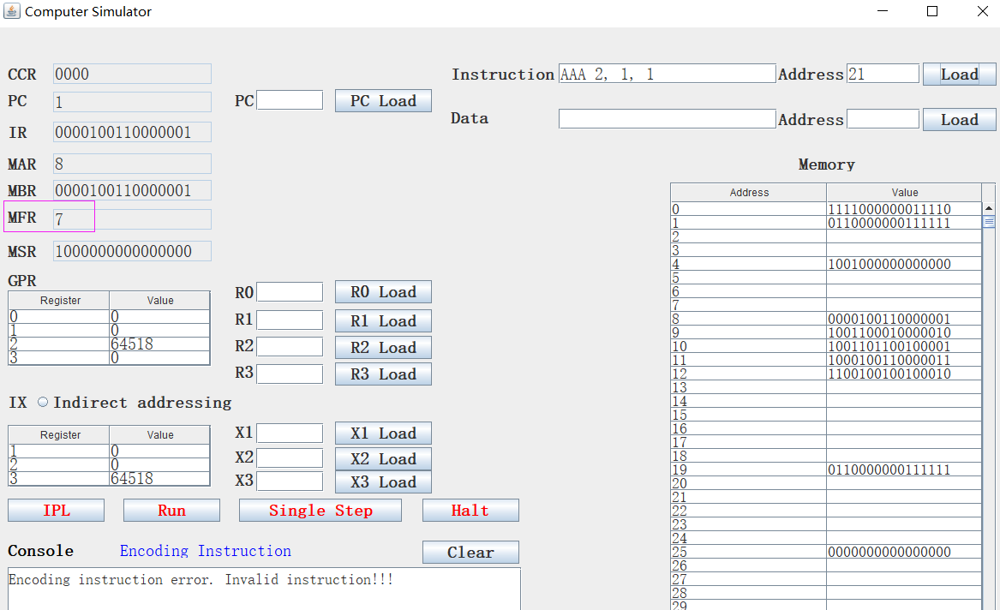 Computer Simulator
CCR 0000
Instruction AAA 2, 1, 1 Address 21 Load
PC 1 PC PC Load
Data Address Load
IR 0000100110000001
MAR 8
Memory
MBR 0000100110000001
MFR 7
MSR 1000000000000000
GPR
Register Value
0 0
1 0
2 64518
3 0
R0 R0 Load
R1 R1 Load
R2 R2 Load
R3 R3 Load
IX Indirect addressing
Register Value
1 0
2 0
3 64518
X1 X1 Load
X2 X2 Load
X3 X3 Load
IPL Run Single Step Halt
Console Encoding Instruction Clear
Encoding instruction error. Invalid instruction!!!
Address Value
0 1111000000011110
1 0110000000111111
2
3
4 1001000000000000
5
6
7
8 0000100110000001
9 1001100010000010
10 1001101100100001
11 1000100110000011
12 1100100100100010
13
14
15
16
17
18
19 0110000000111111
20
21
22
23
24
25 0000000000000000
26
27
28
29